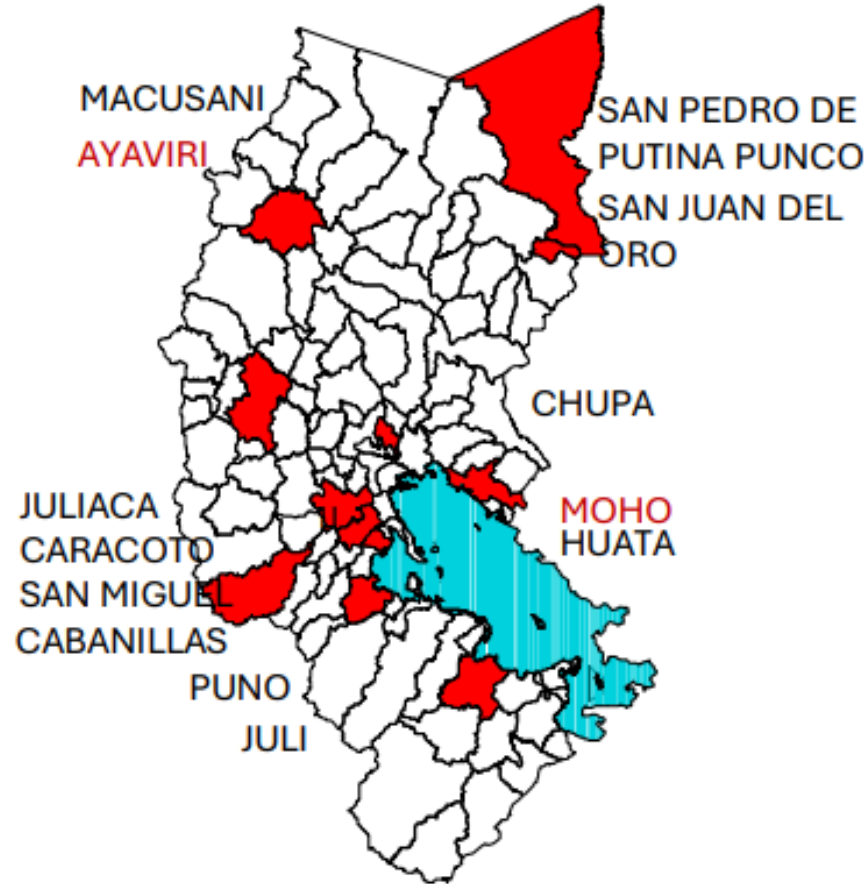 MACUSANI
AYAVIRI
SAN PEDRO DE
PUTINA PUNCO
SAN JUAN DEL
ORO
CHUPA
JULIACA
CARACOTO
SAN MIGUEL
CABANILLAS
MOHO
HUATA
PUNO
JULI